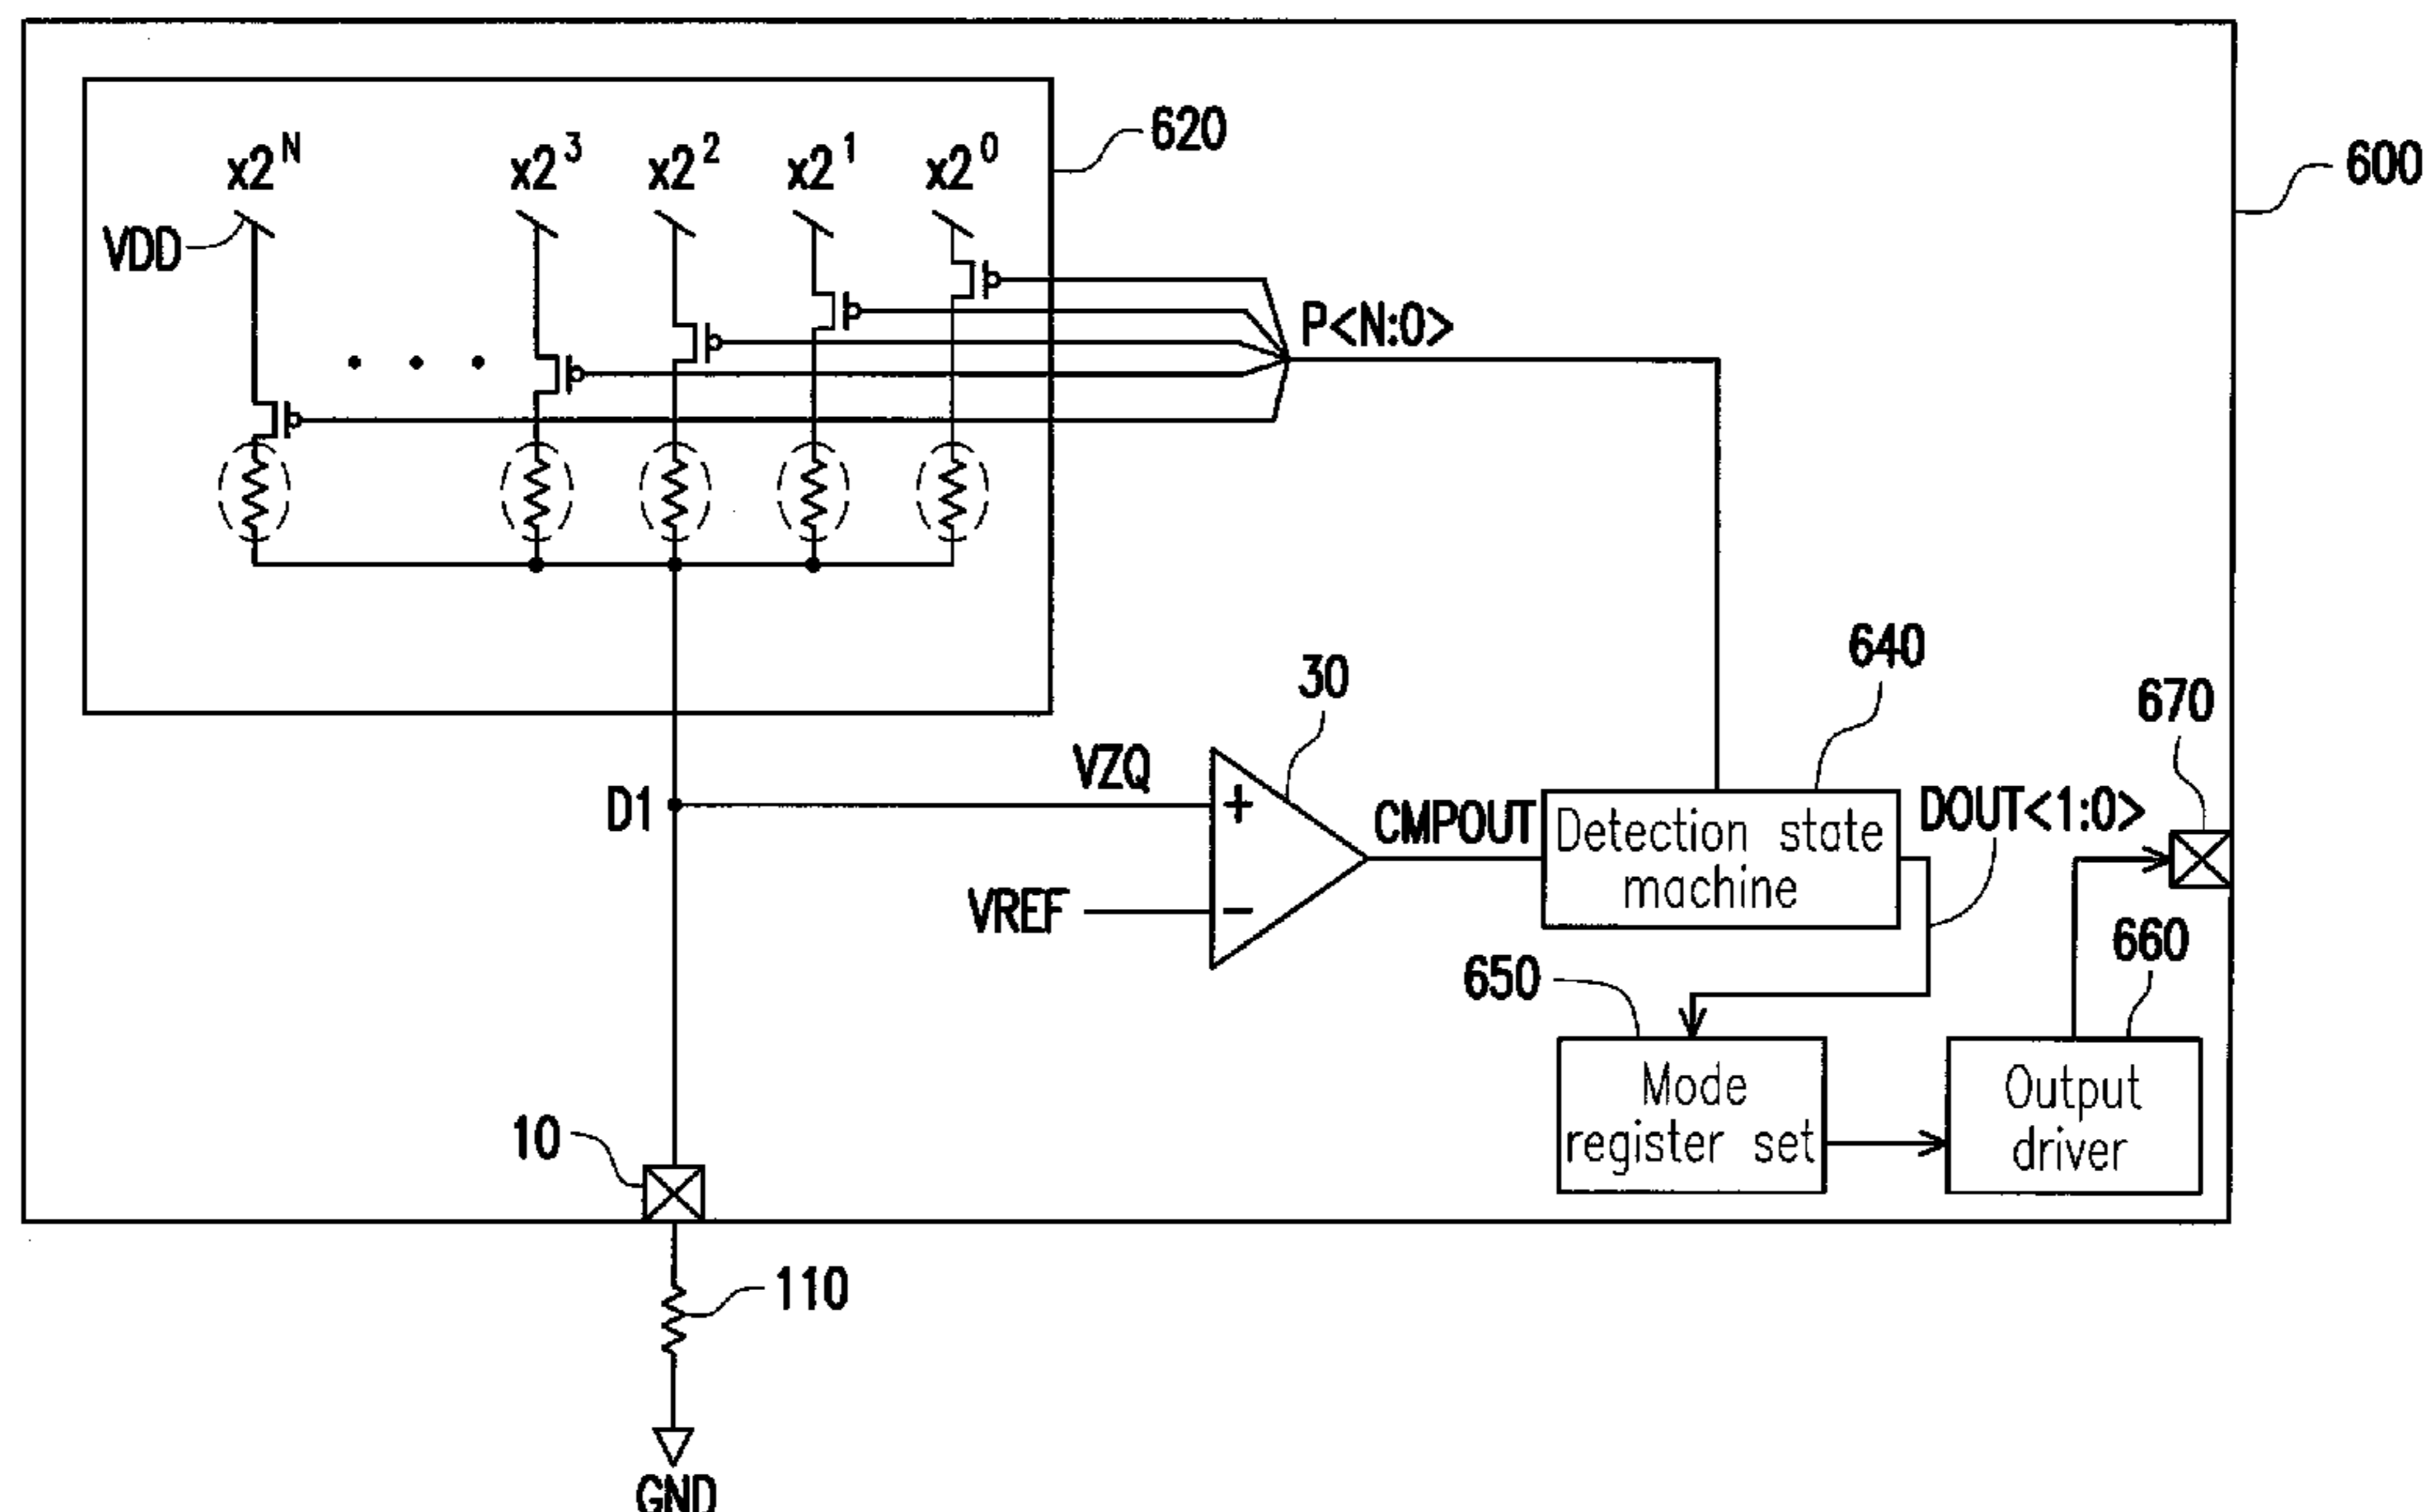 x2^N x2^3 x2^2 x2^1 x2^0
620
600
VDD
P<N:0>
640
30
670
VZQ
D1
CMPOUT
Detection state
machine
DOUT<1:0>
+
VREF
−
660
650
Mode
register set
Output
driver
10
110
GND